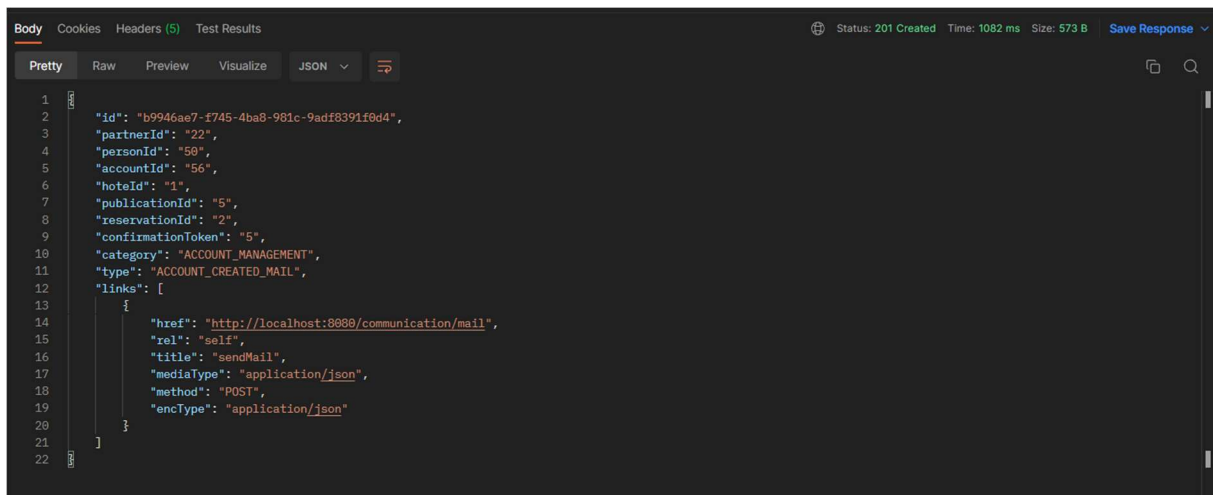 Body Cookies Headers (5) Test Results Status: 201 Created Time: 1082 ms Size: 573 B Save Response
Pretty Raw Preview Visualize JSON
1 {
2 "id": "b9946ae7-f745-4ba8-981c-9adf8391f0d4",
3 "partnerId": "22",
4 "personId": "50",
5 "accountId": "56",
6 "hoteId": "1",
7 "publicationId": "5",
8 "reservationId": "2",
9 "confirmationToken": "5",
10 "category": "ACCOUNT_MANAGEMENT",
11 "type": "ACCOUNT_CREATED_MAIL",
12 "links": [
13 {
14 "href": "http://localhost:8080/communication/mail",
15 "rel": "self",
16 "title": "sendMail",
17 "mediaType": "application/json",
18 "method": "POST",
19 "encType": "application/json"
20 }
21 ]
22 }